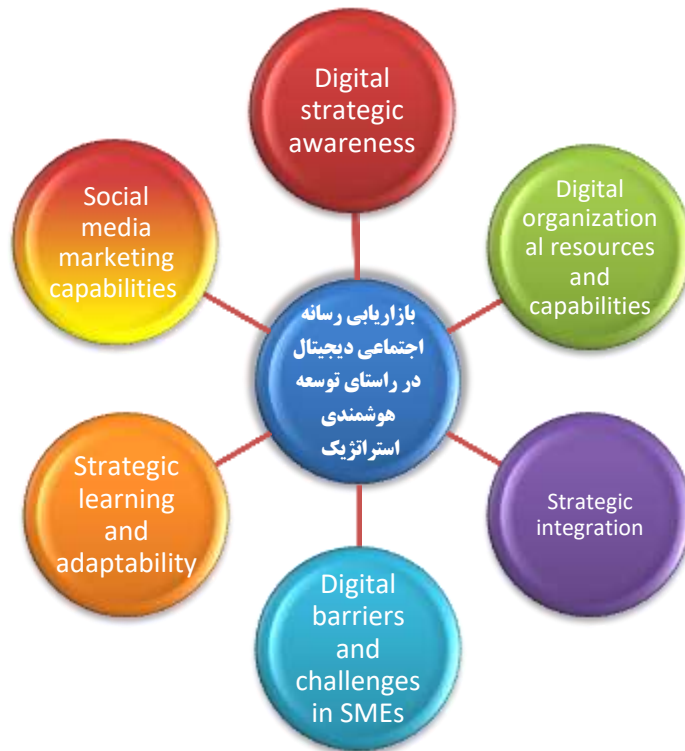 Digital
strategic
awareness
Social
media
marketing
capabilities
Digital
organization
al resources
and
capabilities
بازاریابی رسانه
اجتماعی دیجیتال
در راستای توسعه
هوشمندی
استراتژیک
Strategic
learning
and
adaptability
Strategic
integration
Digital
barriers
and
challenges
in SMEs